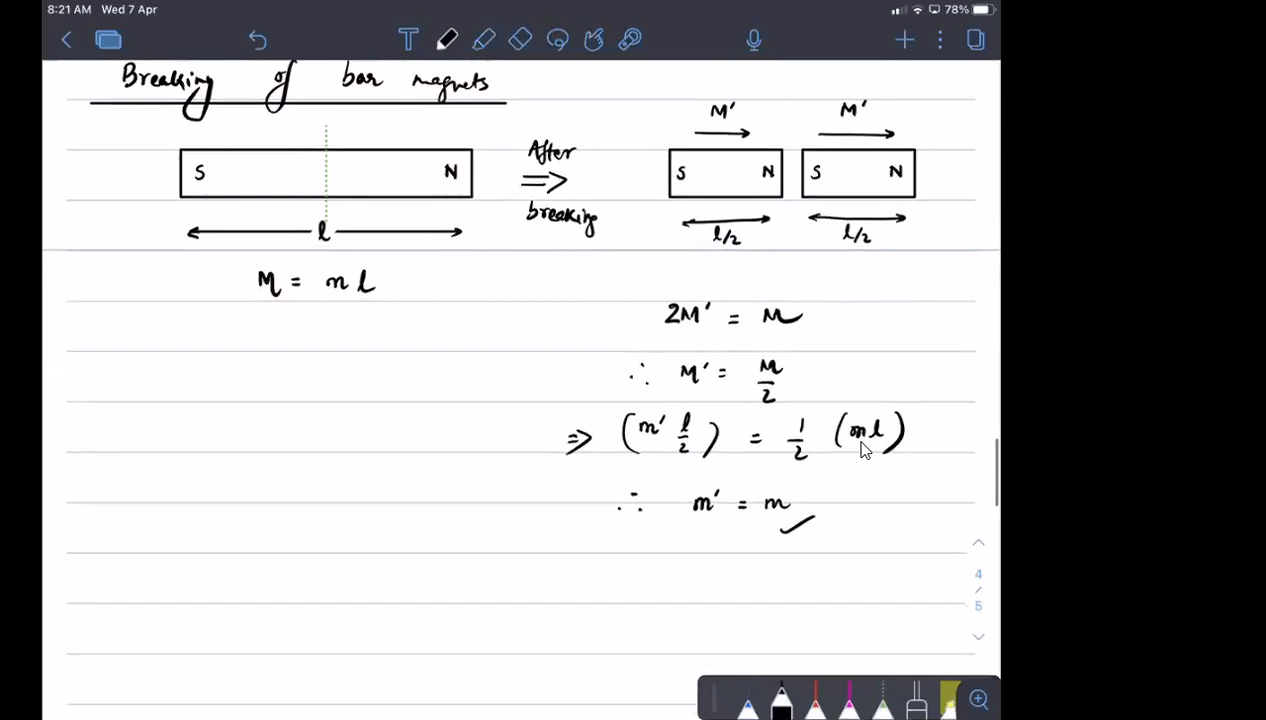 8:21 AM Wed 7 Apr
78%
T
Breaking of bar magnets
M' M'
S N
After
breaking
S N S N
l
l/2 l/2
M = m l
2M' = M
∴ M' = M/2
⇒ (m' l/2) = 1/2 (ml)
∴ m' = m ✓
4
/
5